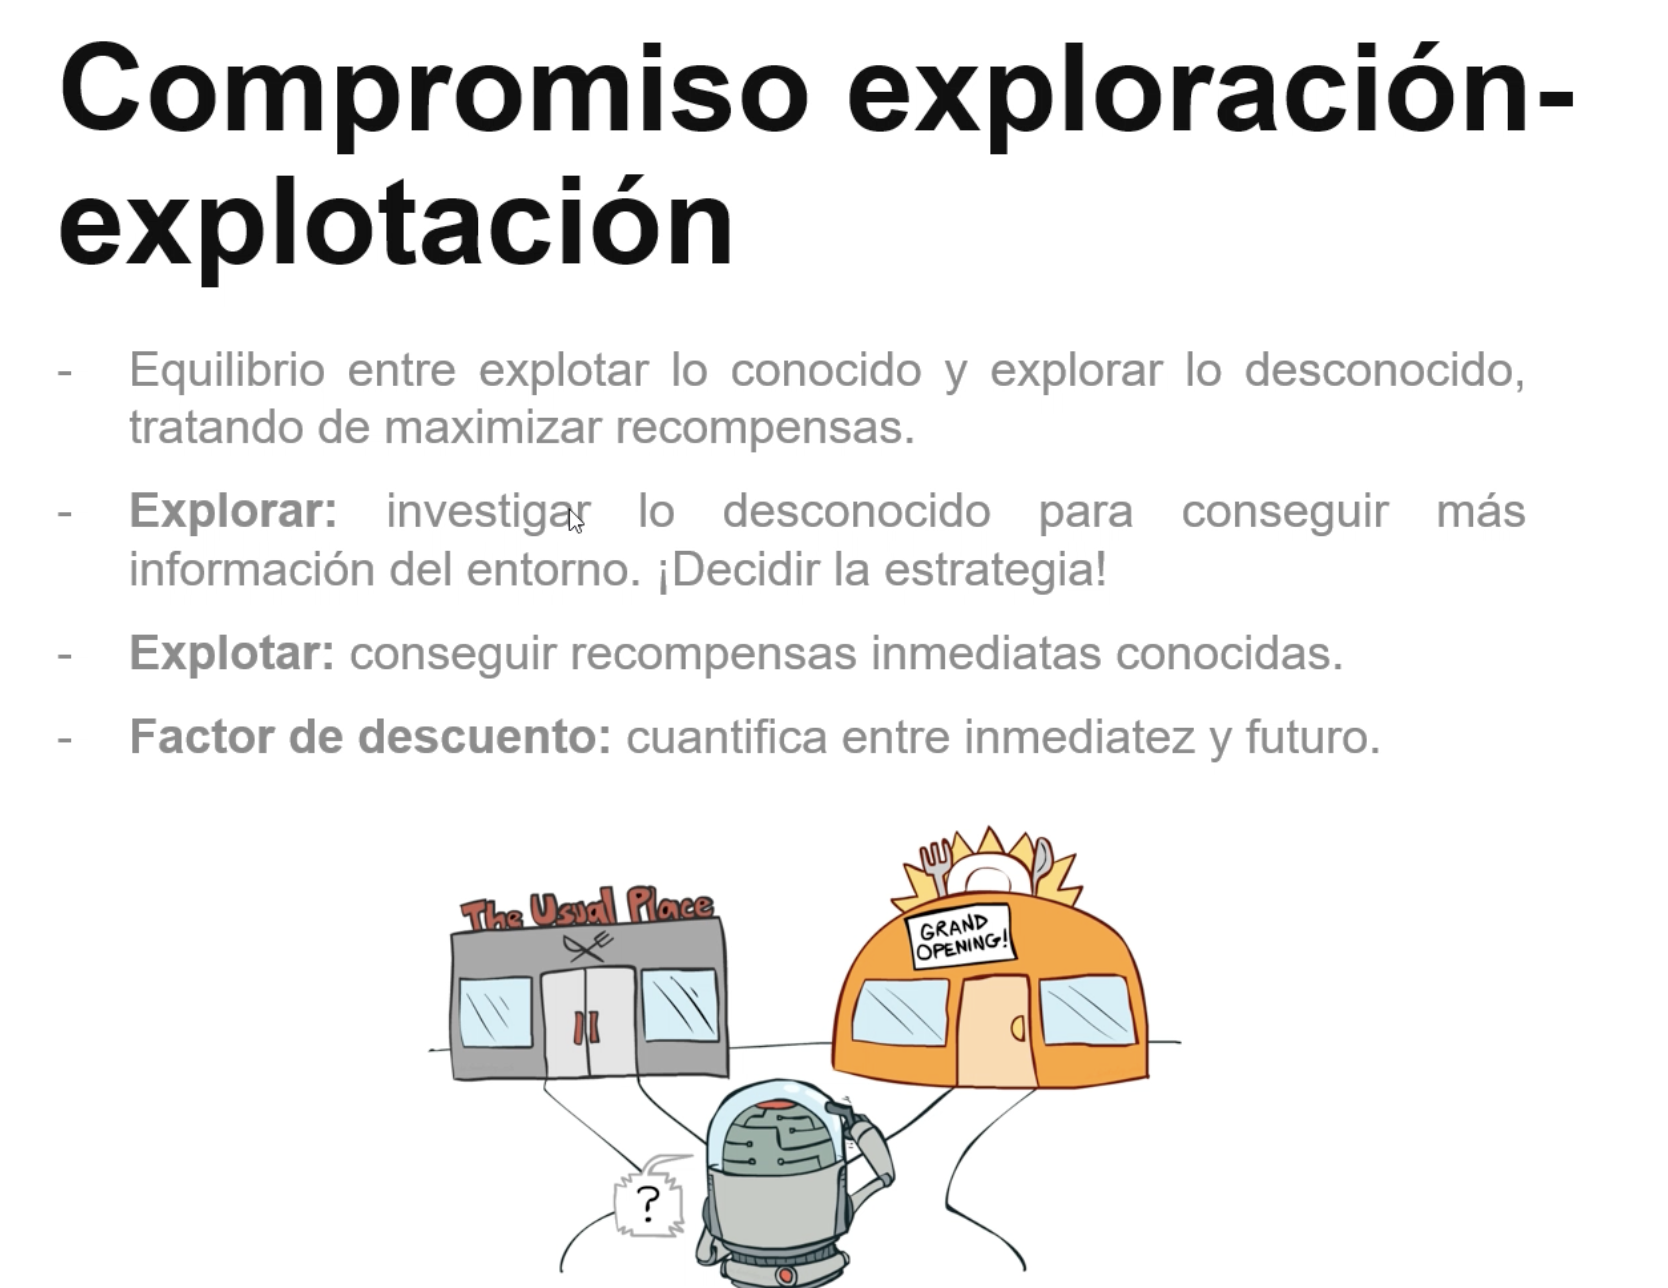 Compromiso exploración-
explotación
- Equilibrio entre explotar lo conocido y explorar lo desconocido,
tratando de maximizar recompensas.
- Explorar: investigar lo desconocido para conseguir más
información del entorno. ¡Decidir la estrategia!
- Explotar: conseguir recompensas inmediatas conocidas.
- Factor de descuento: cuantifica entre inmediatez y futuro.
The Usual Place
GRAND
OPENING!
?